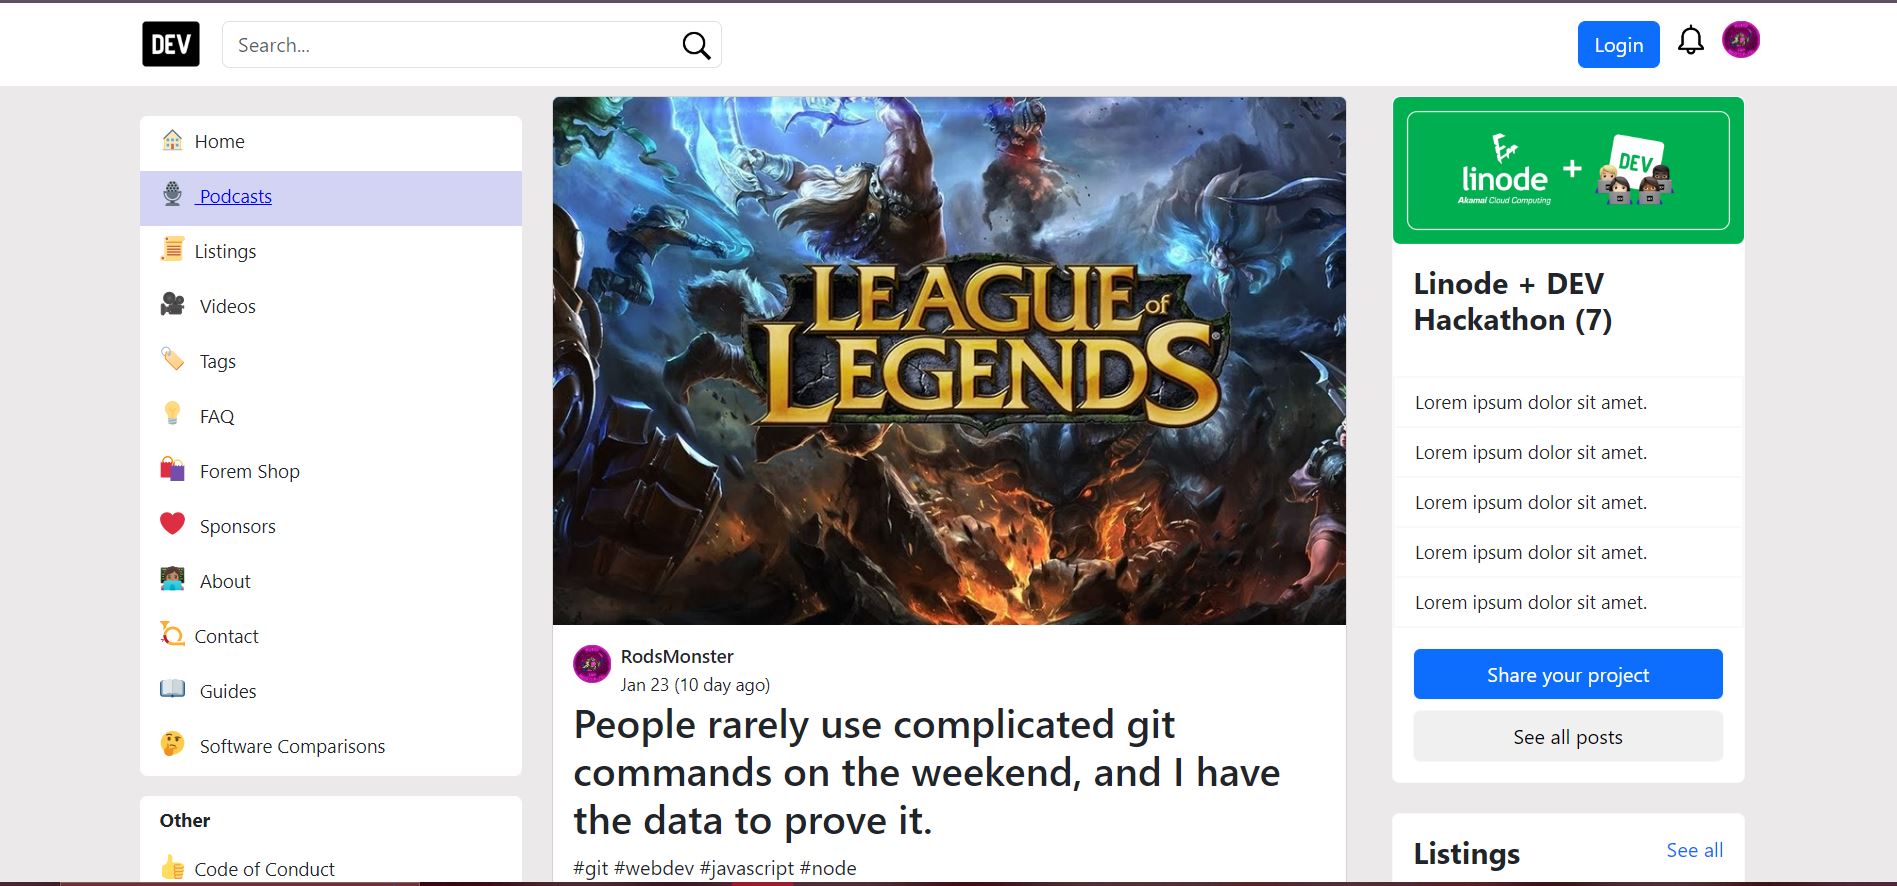 DEV
Search...
Login
Home
Podcasts
Listings
Videos
Tags
FAQ
Forem Shop
Sponsors
About
Contact
Guides
Software Comparisons
Other
Code of Conduct
LEAGUE of
LEGENDS
RodsMonster
Jan 23 (10 day ago)
People rarely use complicated git
commands on the weekend, and I have
the data to prove it.
#git #webdev #javascript #node
linode + DEV
Akamai Cloud Computing
Linode + DEV
Hackathon (7)
Lorem ipsum dolor sit amet.
Lorem ipsum dolor sit amet.
Lorem ipsum dolor sit amet.
Lorem ipsum dolor sit amet.
Lorem ipsum dolor sit amet.
Share your project
See all posts
Listings
See all